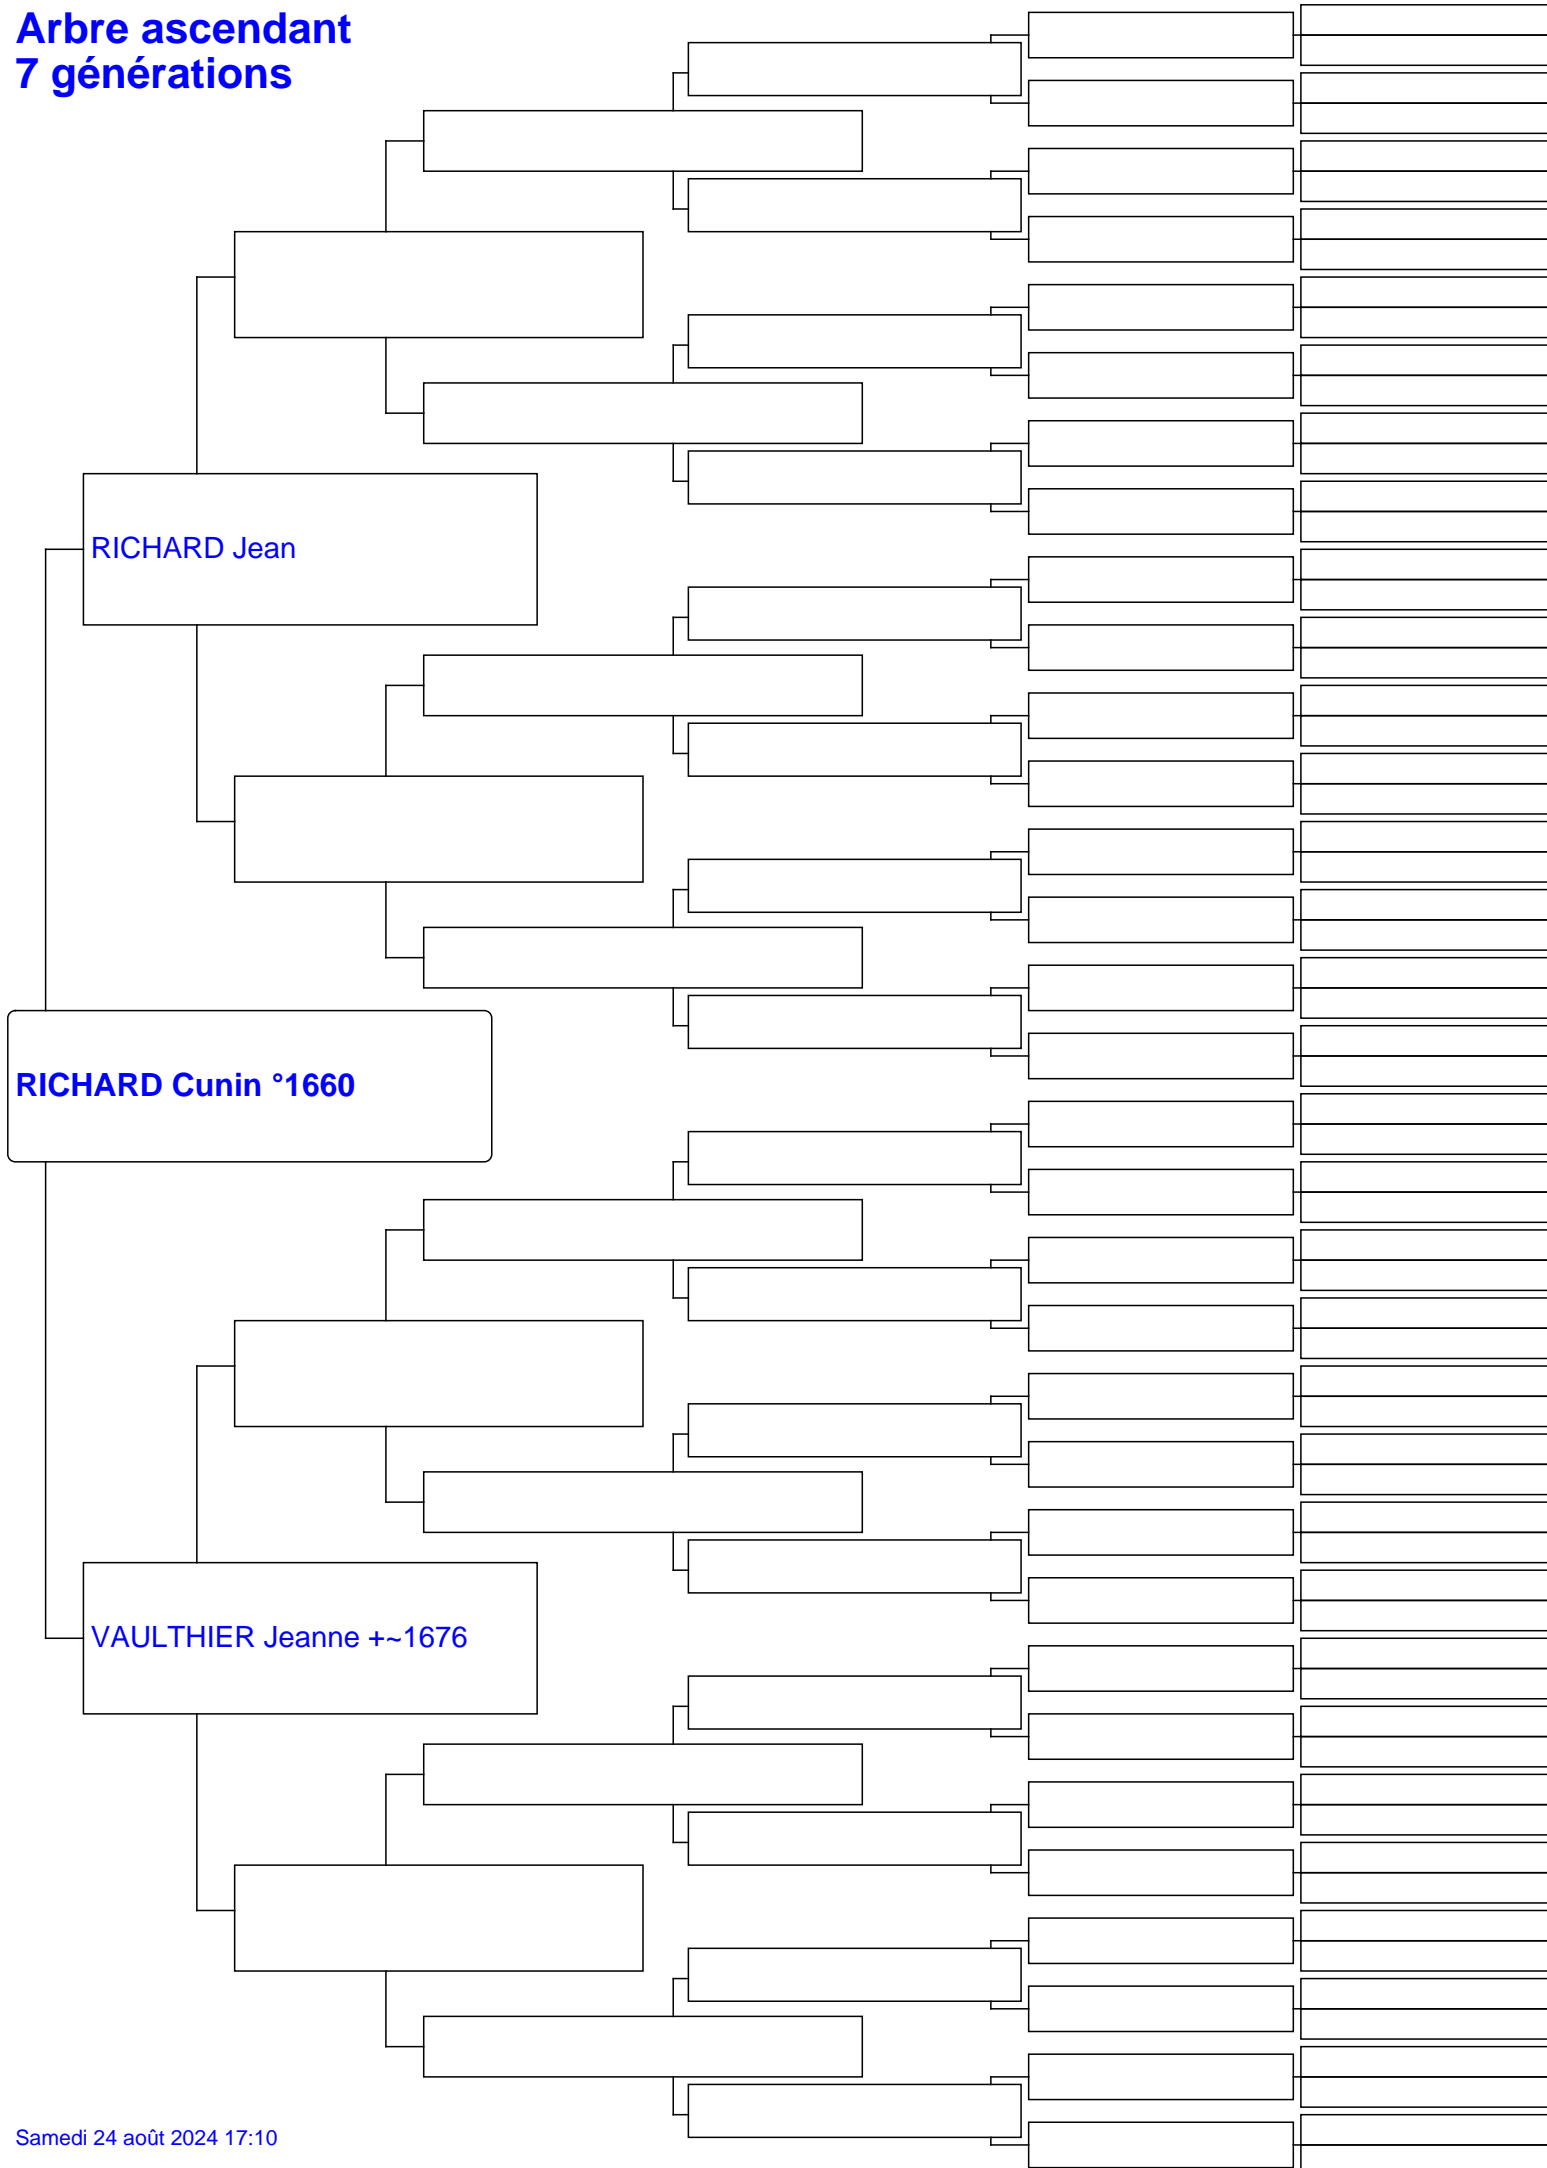 Arbre ascendant
7 générations
RICHARD Jean
RICHARD Cunin °1660
VAULTHIER Jeanne +~1676
Samedi 24 août 2024 17:10